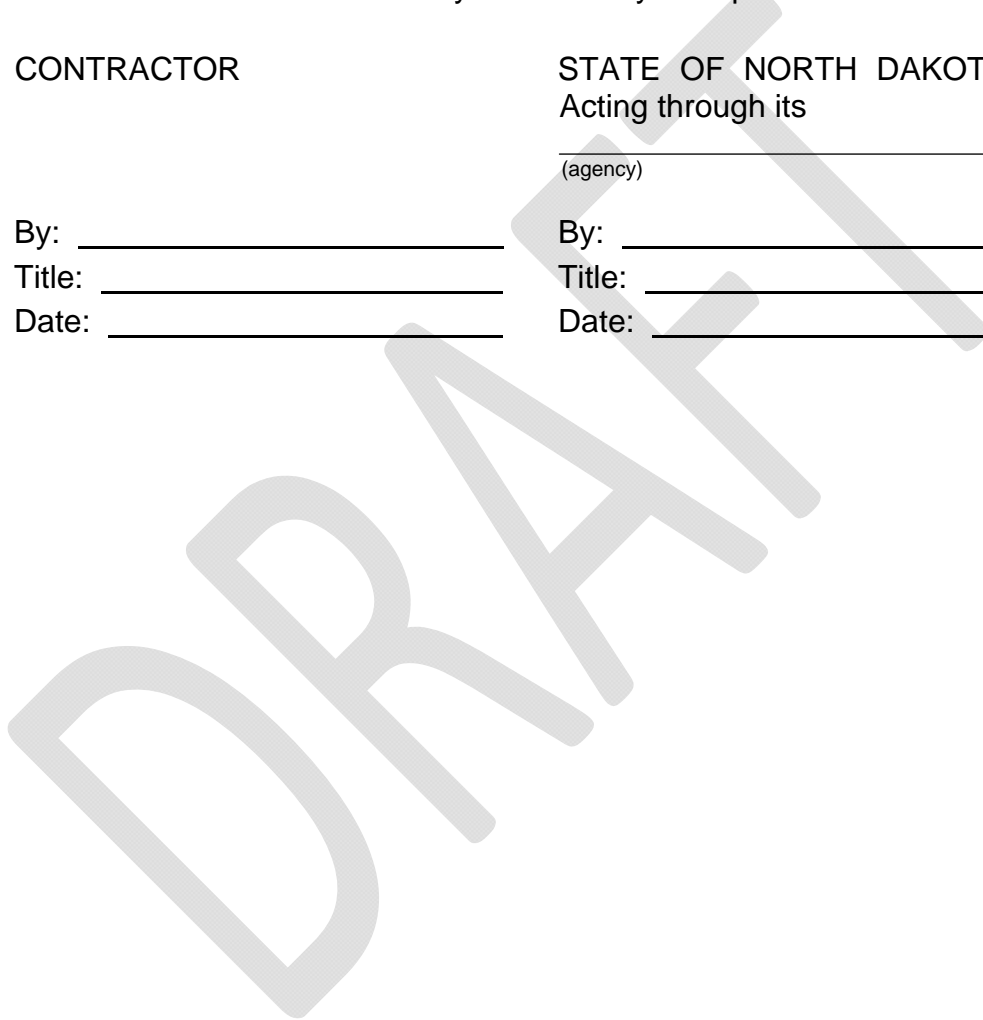 CONTRACTOR
STATE OF NORTH DAKOT
Acting through its
(agency)
By:
By:
Title:
Title:
Date:
Date:
DRAFT